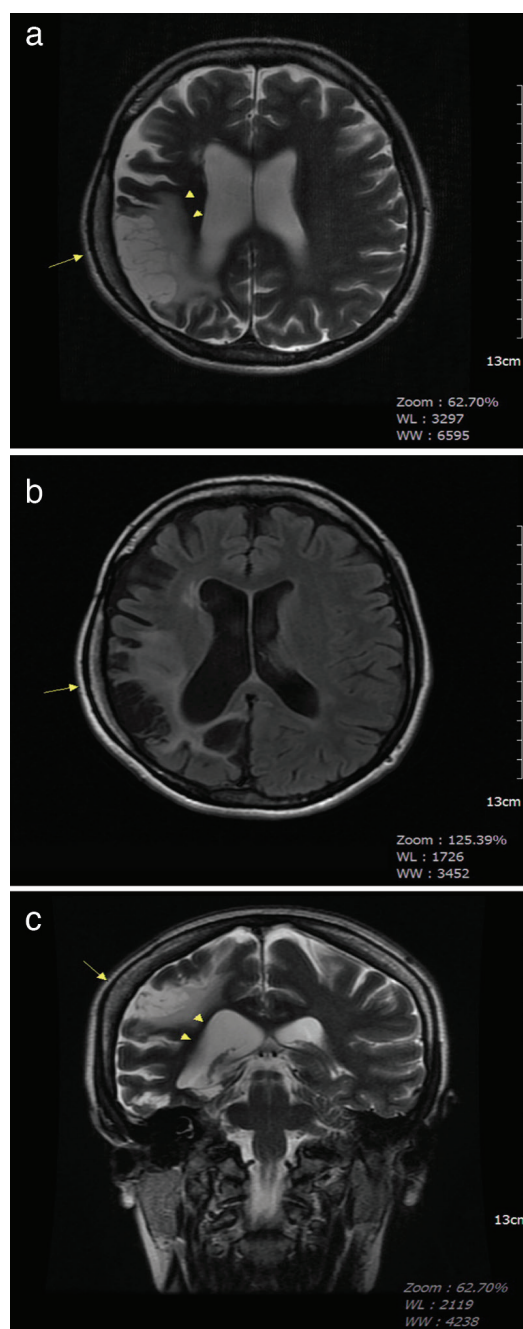 a
13cm
Zoom : 62.70%
WL : 3297
WW : 6595
b
13cm
Zoom : 125.39%
WL : 1726
WW : 3452
c
13cm
Zoom : 62.70%
WL : 2119
WW : 4238